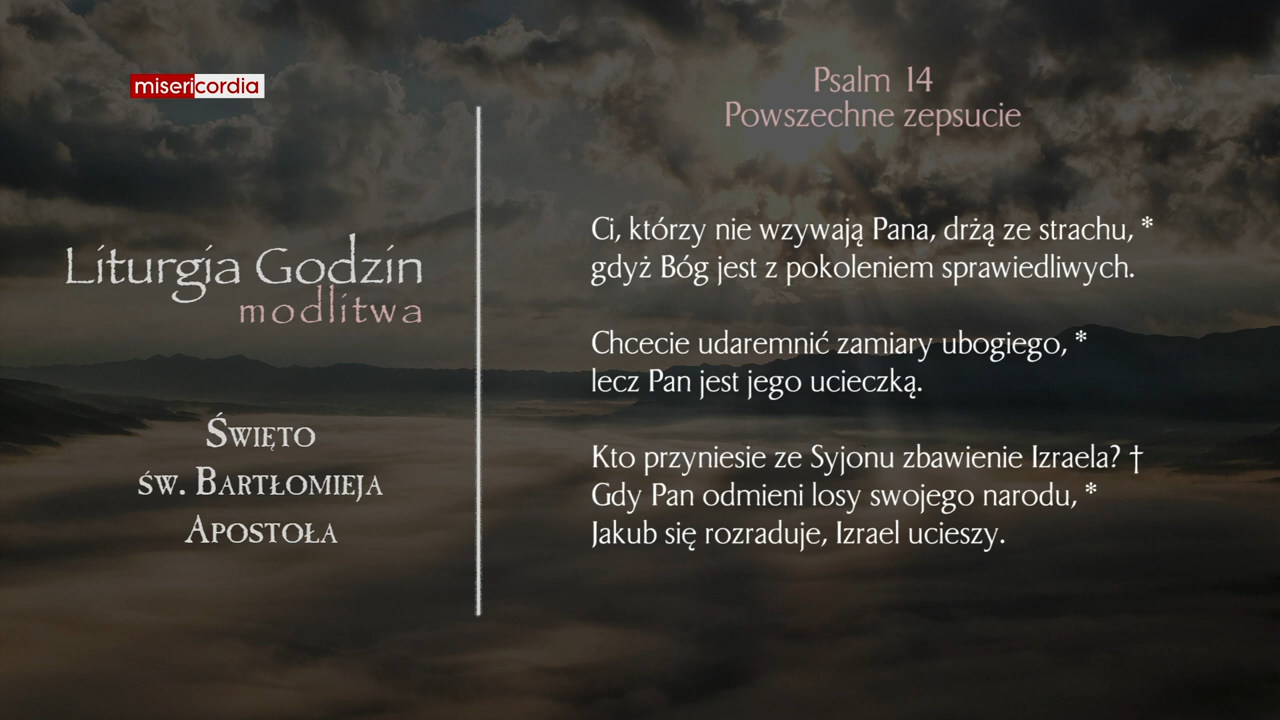 misericordia
Liturgia Godzin
modlitwa
Święto
św. Bartłomieja
Apostoła
Psalm 14
Powszechne zepsucie
Ci, którzy nie wzywają Pana, drżą ze strachu, *
gdyż Bóg jest z pokoleniem sprawiedliwych.
Chcecie udaremnić zamiary ubogiego, *
lecz Pan jest jego ucieczką.
Kto przyniesie ze Syjonu zbawienie Izraela? †
Gdy Pan odmieni losy swojego narodu, *
Jakub się rozraduje, Izrael ucieszy.